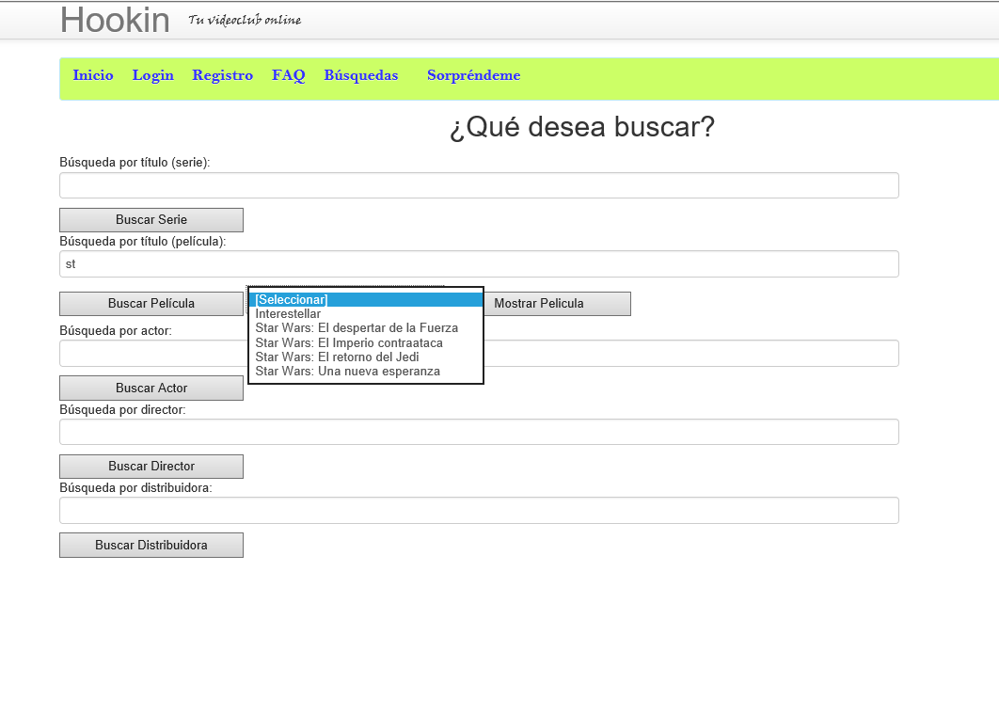 Hookin Tu videoclub online
Inicio Login Registro FAQ Búsquedas Sorpréndeme
¿Qué desea buscar?
Búsqueda por título (serie):
Buscar Serie
Búsqueda por título (película):
st
Buscar Película
[Seleccionar]
Interestellar
Star Wars: El despertar de la Fuerza
Star Wars: El Imperio contraataca
Star Wars: El retorno del Jedi
Star Wars: Una nueva esperanza
Mostrar Pelicula
Búsqueda por actor:
Buscar Actor
Búsqueda por director:
Buscar Director
Búsqueda por distribuidora:
Buscar Distribuidora